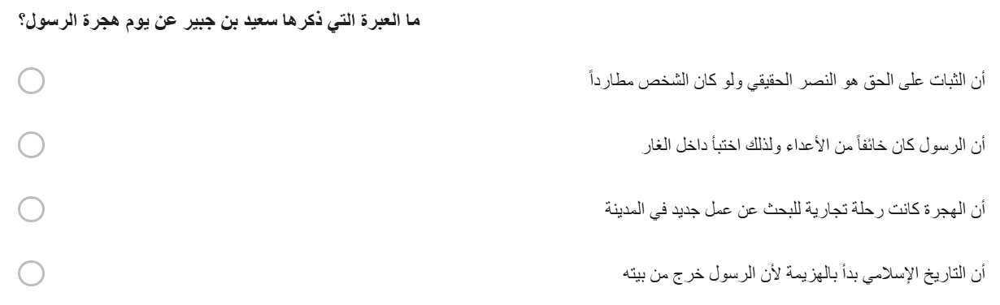 ما العبرة التي ذكرها سعيد بن جبير عن يوم هجرة الرسول؟
أن الثبات على الحق هو النصر الحقيقي ولو كان الشخص مطارداً
أن الرسول كان خائفاً من الأعداء ولذلك اختبأ داخل الغار
أن الهجرة كانت رحلة تجارية للبحث عن عمل جديد في المدينة
أن التاريخ الإسلامي بدأ بالهزيمة لأن الرسول خرج من بيته